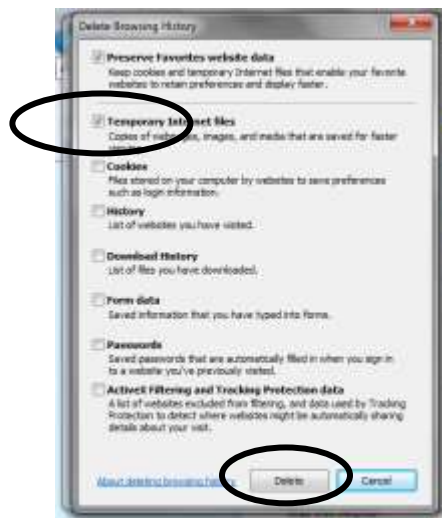 Delete Browsing History
Preserve Favorites website data
Keep cookies and temporary Internet files that enable your favorite
websites to retain preferences and display faster.
Temporary Internet files
Copies of webpages, images, and media that are saved for faster
Cookies
Files stored on your computer by websites to save preferences
such as login information.
History
List of websites you have visited.
Download History
List of files you have downloaded.
Form data
Saved information that you have typed into forms.
Passwords
Saved passwords that are automatically filled in when you sign in
to a website you've previously visited.
ActiveX Filtering and Tracking Protection data
A list of websites excluded from filtering, and data used by Tracking
Protection to detect where websites might be automatically sharing
details about your visit.
About deleting browsing history
Delete
Cancel